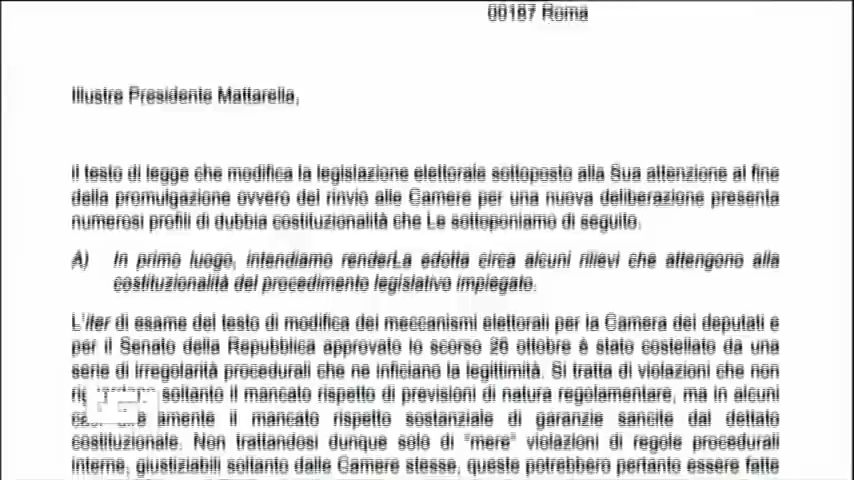 00187 Roma
Illustre Presidente Mattarella,
il testo di legge che modifica la legislazione elettorale sottoposto alla Sua attenzione al fine
della promulgazione ovvero del rinvio alle Camere per una nuova deliberazione presenta
numerosi profili di dubbia costituzionalità che Le sottoponiamo di seguito.
A) In primo luogo, intendiamo renderLa edotta circa alcuni rilievi che attengono alla
costituzionalità del procedimento legislativo impiegato.
L'iter di esame del testo di modifica dei meccanismi elettorali per la Camera dei deputati e
per il Senato della Repubblica approvato lo scorso 26 ottobre è stato costellato da una
serie di irregolarità procedurali che ne inficiano la legittimità. Si tratta di violazioni che non
soltanto il mancato rispetto di previsioni di natura regolamentare, ma in alcuni
il mancato rispetto sostanziale di garanzie sancite dal dettato
costituzionale. Non trattandosi dunque solo di "mere" violazioni di regole procedurali
interne, giustiziabili soltanto dalle Camere stesse, queste potrebbero pertanto essere fatte